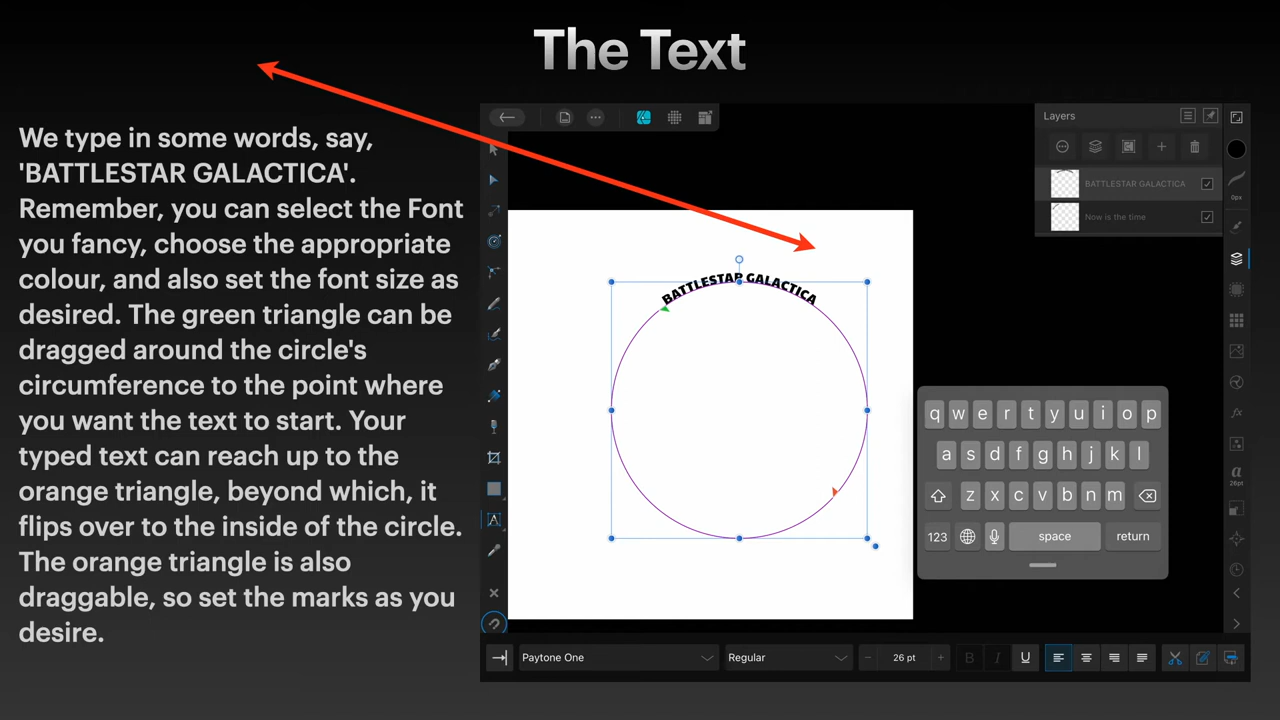 The Text
We type in some words, say,
'BATTLESTAR GALACTICA'.
Remember, you can select the Font
you fancy, choose the appropriate
colour, and also set the font size as
desired. The green triangle can be
dragged around the circle's
circumference to the point where
you want the text to start. Your
typed text can reach up to the
orange triangle, beyond which, it
flips over to the inside of the circle.
The orange triangle is also
draggable, so set the marks as you
desire.
Layers
BATTLESTAR GALACTICA
Now is the time
0px
BATTLESTAR GALACTICA
fx
a
26pt
q w e r t y u i o p
a s d f g h j k l
z x c v b n m
123 space return
A
Paytone One Regular − 26 pt + B I U